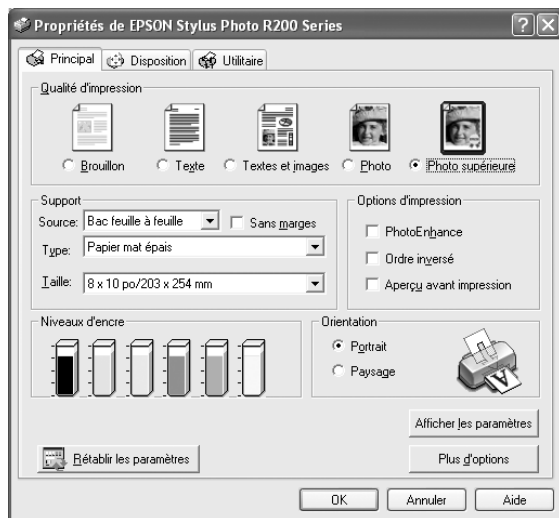 Propriétés de EPSON Stylus Photo R200 Series
Principal
Disposition
Utilitaire
Qualité d'impression
Brouillon
Texte
Textes et images
Photo
Photo supérieure
Support
Source: Bac feuille à feuille
Sans marges
Type: Papier mat épais
Taille: 8 x 10 po/203 x 254 mm
Options d'impression
PhotoEnhance
Ordre inversé
Aperçu avant impression
Niveaux d'encre
Orientation
Portrait
Paysage
A
Afficher les paramètres
Rétablir les paramètres
Plus d'options
OK
Annuler
Aide